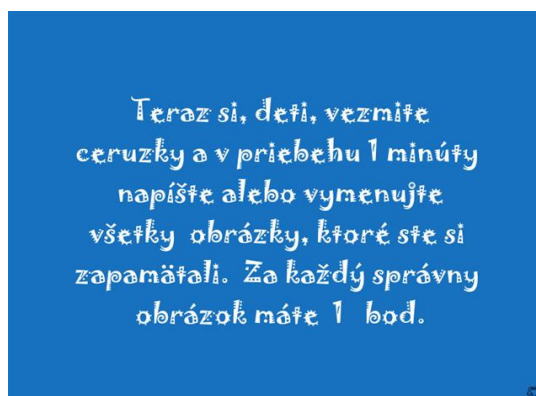 Teraz si, deti, vezmite
ceruzky a v priebehu 1 minúty
napíšte alebo vymenujte
všetky obrázky, ktoré ste si
zapamätali. Za každý správny
obrázok máte 1 bod.